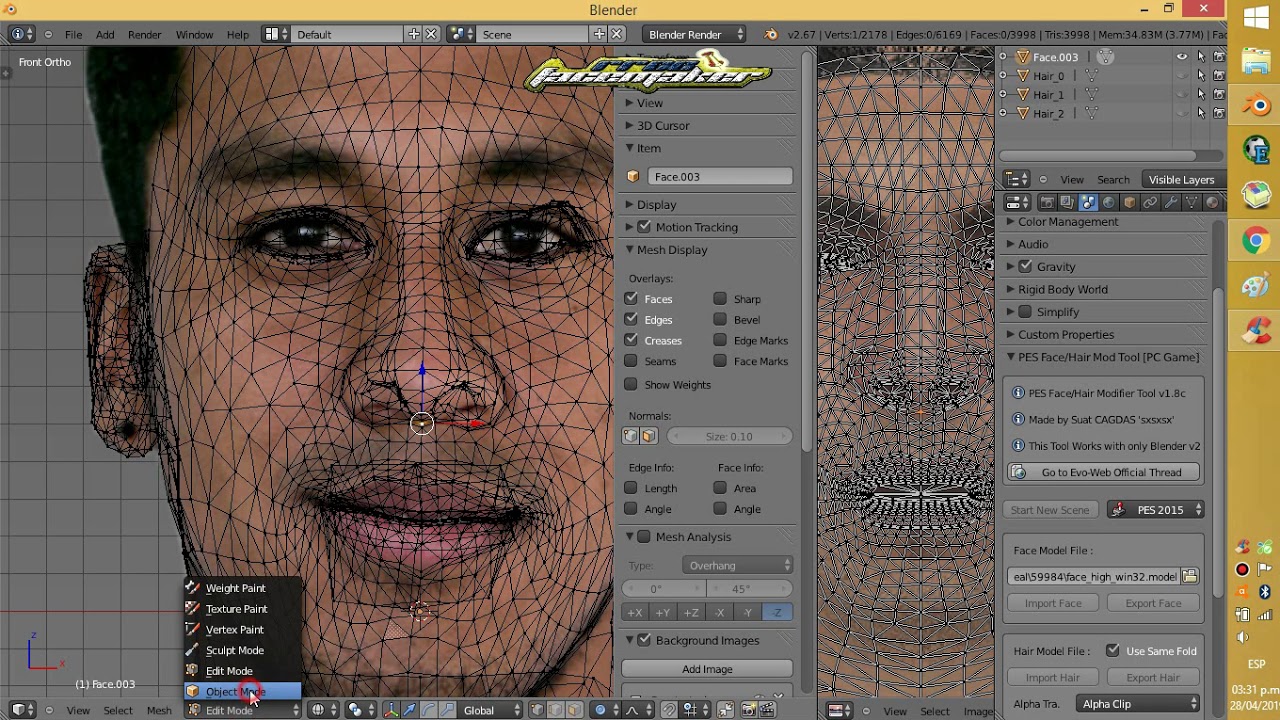 Blender
File Add Render Window Help
Default
Scene
Blender Render
v2.67 | Verts:1/2178 | Edges:0/6169 | Faces:0/3998 | Tris:3998 | Mem:34.83M (3.77M) | Fac
Front Ortho
facemaker
View
3D Cursor
Item
Face.003
Display
Motion Tracking
Mesh Display
Overlays:
Faces Sharp
Edges Bevel
Creases Edge Marks
Seams Face Marks
Show Weights
Normals:
Size: 0.10
Edge Info: Face Info:
Length Area
Angle Angle
Mesh Analysis
Type: Overhang
0° 45°
+X +Y +Z -X -Y -Z
Background Images
Add Image
Face.003
Hair_0
Hair_1
Hair_2
View Search Visible Layers
Color Management
Audio
Gravity
Rigid Body World
Simplify
Custom Properties
PES Face/Hair Mod Tool [PC Game]
PES Face/Hair Modifier Tool v1.8c
Made by Suat CAGDAS 'sxsxsx'
This Tool Works with only Blender v2
Go to Evo-Web Official Thread
Start New Scene PES 2015
Face Model File :
eal\59984\face_high_win32.model
Import Face Export Face
Hair Model File : Use Same Fold
Import Hair Export Hair
Alpha Tra. Alpha Clip
Weight Paint
Texture Paint
Vertex Paint
Sculpt Mode
Edit Mode
Object Mode
z
x
(1) Face.003
View Select Mesh Edit Mode Global
View Select Image
ESP
03:31 p.m
28/04/201